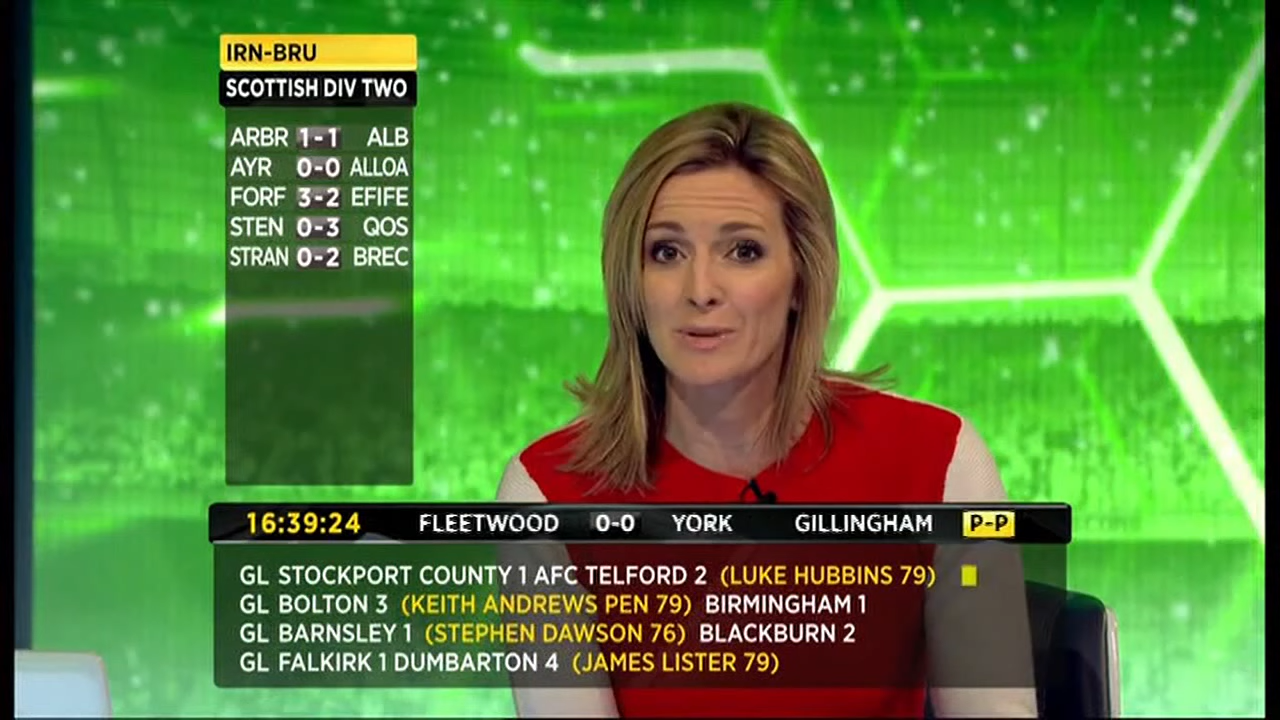 IRN-BRU
SCOTTISH DIV TWO
ARBR 1-1 ALB
AYR 0-0 ALLOA
FORF 3-2 EFIFE
STEN 0-3 QOS
STRAN 0-2 BREC
16:39:24 FLEETWOOD 0-0 YORK GILLINGHAM P-P
GL STOCKPORT COUNTY 1 AFC TELFORD 2 (LUKE HUBBINS 79)
GL BOLTON 3 (KEITH ANDREWS PEN 79) BIRMINGHAM 1
GL BARNSLEY 1 (STEPHEN DAWSON 76) BLACKBURN 2
GL FALKIRK 1 DUMBARTON 4 (JAMES LISTER 79)